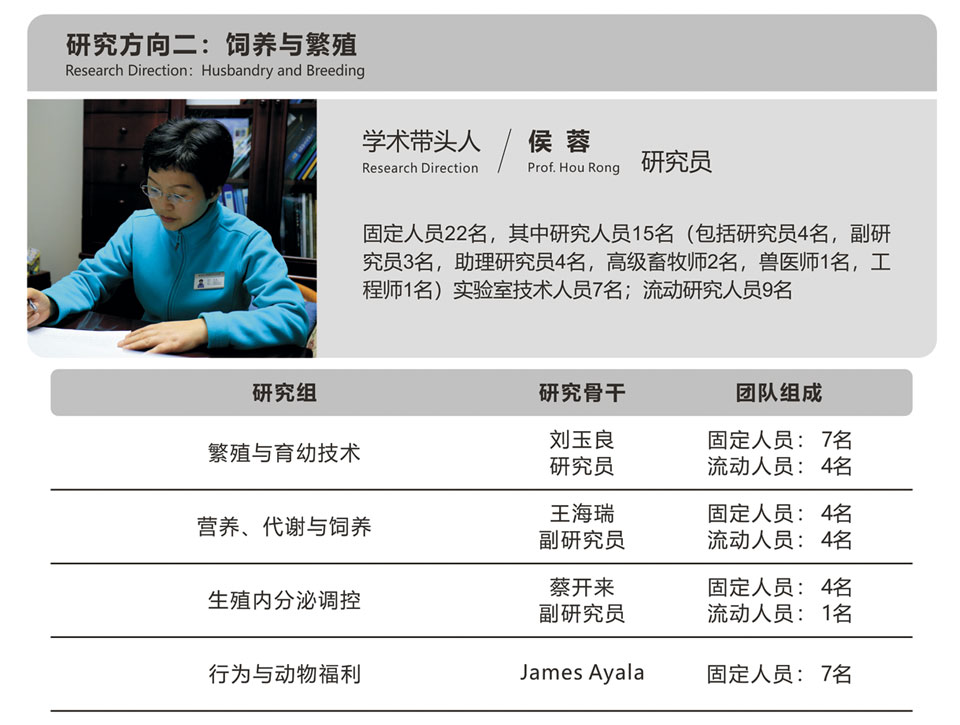 研究方向二：饲养与繁殖
Research Direction: Husbandry and Breeding
学术带头人 / 侯 蓉 研究员
Research Direction Prof. Hou Rong
固定人员22名，其中研究人员15名（包括研究员4名，副研
究员3名，助理研究员4名，高级畜牧师2名，兽医师1名，工
程师1名）实验室技术人员7名；流动研究人员9名
研究组 研究骨干 团队组成
繁殖与育幼技术 刘玉良 研究员 固定人员： 7名
流动人员： 4名
营养、代谢与饲养 王海瑞 副研究员 固定人员： 4名
流动人员： 4名
生殖内分泌调控 蔡开来 副研究员 固定人员： 4名
流动人员： 1名
行为与动物福利 James Ayala 固定人员： 7名